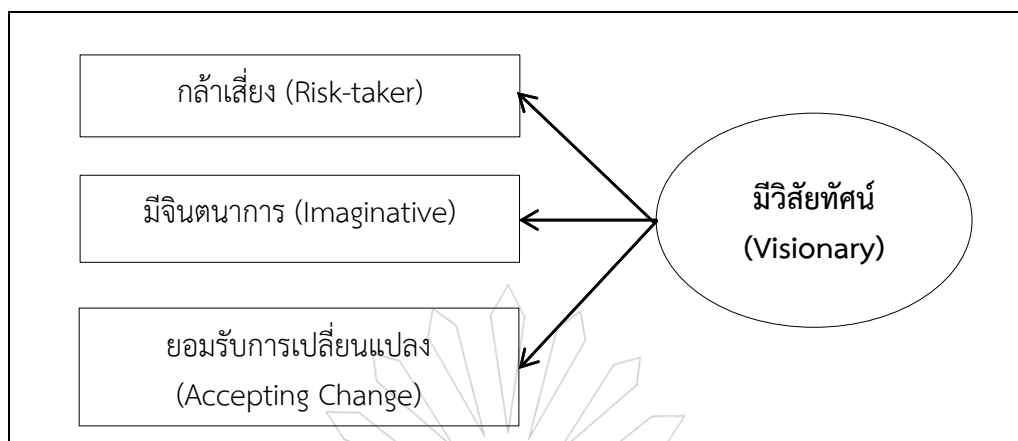 กล้าเสี่ยง (Risk-taker)
มีจินตนาการ (Imaginative)
ยอมรับการเปลี่ยนแปลง
(Accepting Change)
มีวิสัยทัศน์
(Visionary)